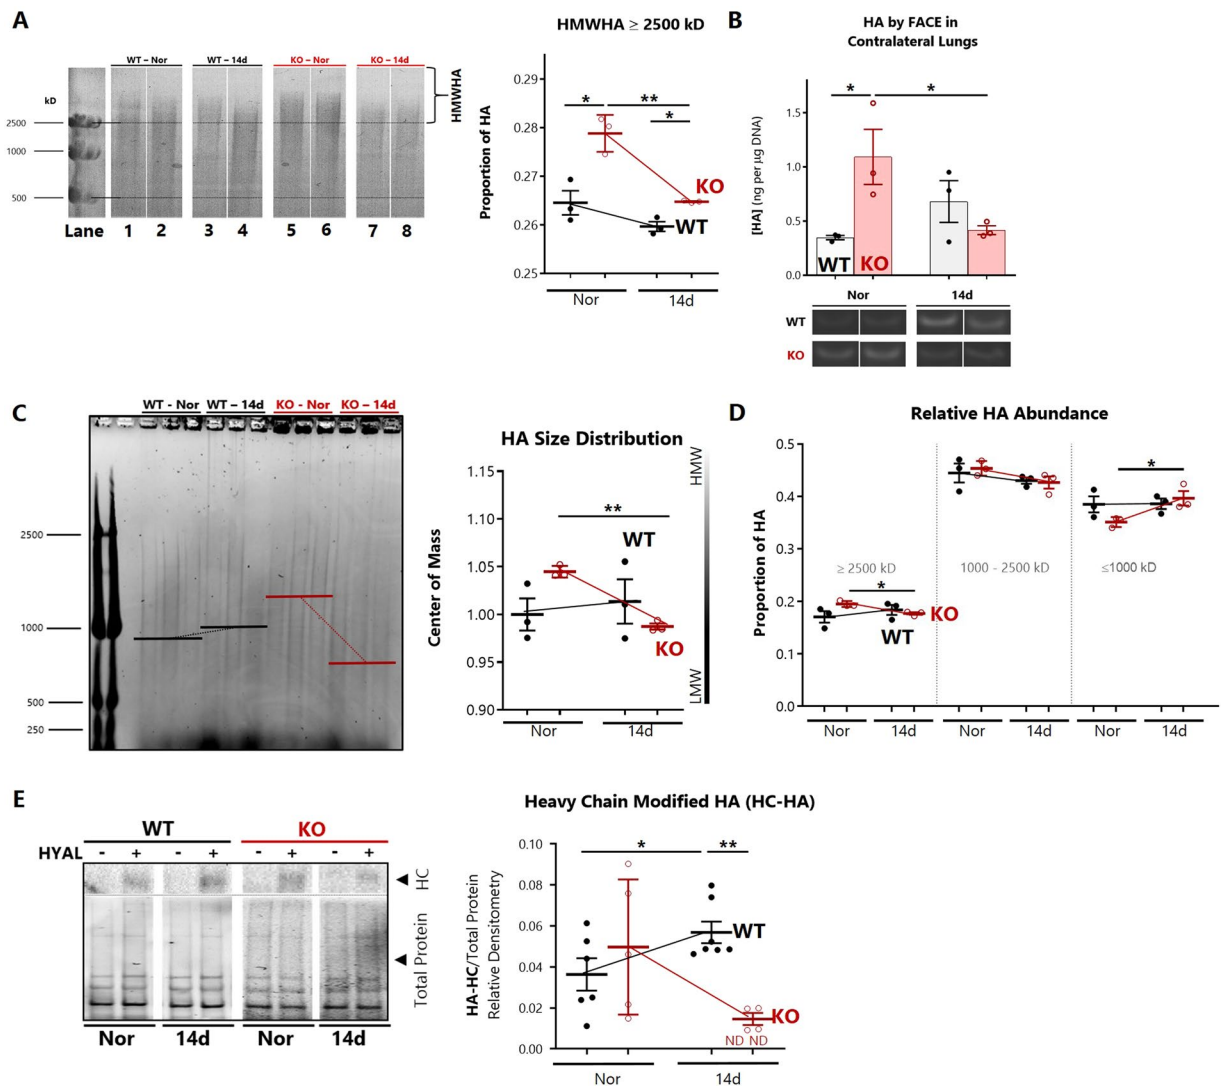 A
WT – Nor
WT – 14d
KO – Nor
KO – 14d
kD
2500
1000
500
HMWHA
Lane
1
2
3
4
5
6
7
8
HMWHA ≥ 2500 kD
Proportion of HA
0.29
0.28
0.27
0.26
0.25
*
**
*
KO
WT
Nor
14d
B
HA by FACE in
Contralateral Lungs
[HA] (ng per µg DNA)
1.5
1.0
0.5
0.0
*
*
WT
KO
Nor
14d
WT
KO
C
WT - Nor
WT – 14d
KO - Nor
KO – 14d
2500
1000
500
250
HA Size Distribution
Center of Mass
1.15
1.10
1.05
1.00
0.95
0.90
**
WT
KO
HMW
LMW
Nor
14d
D
Relative HA Abundance
Proportion of HA
0.5
0.4
0.3
0.2
0.1
0.0
≥ 2500 kD
1000 - 2500 kD
≤1000 kD
*
*
KO
WT
Nor
14d
Nor
14d
Nor
14d
E
WT
KO
HYAL
-
+
-
+
-
+
-
+
HC
Total Protein
Nor
14d
Nor
14d
Heavy Chain Modified HA (HC-HA)
HA-HC/Total Protein
Relative Densitometry
0.10
0.08
0.06
0.04
0.02
0.00
*
**
WT
KO
ND ND
Nor
14d